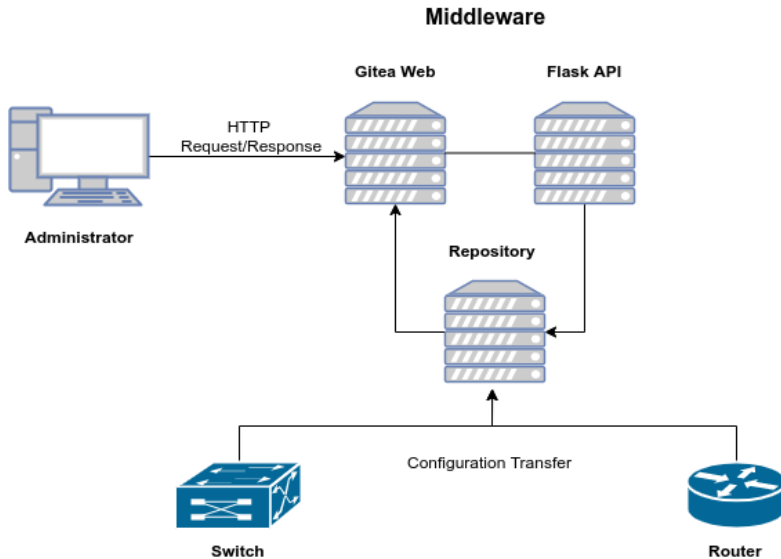 Middleware
Gitea Web
Flask API
HTTP
Request/Response
Administrator
Repository
Configuration Transfer
Switch
Router